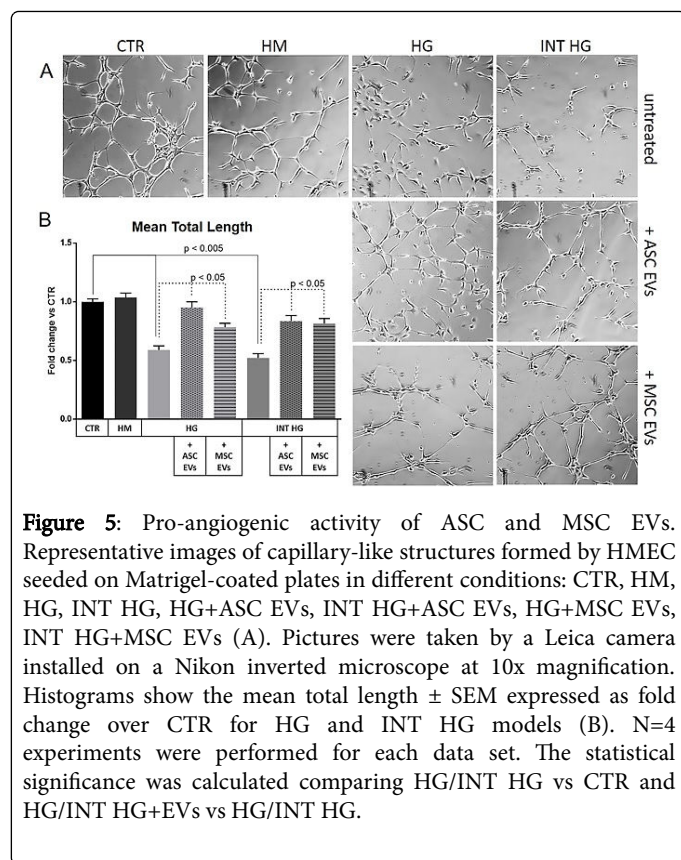 CTR HM HG INT HG
A
untreated
+ ASC EVs
+ MSC EVs
B
Mean Total Length
Fold change vs CTR
1.5
1.0
0.5
0.0
p < 0.005
p < 0.05
p < 0.05
CTR HM HG INT HG
+ ASC EVs + MSC EVs + ASC EVs + MSC EVs
Figure 5: Pro-angiogenic activity of ASC and MSC EVs.
Representative images of capillary-like structures formed by HMEC
seeded on Matrigel-coated plates in different conditions: CTR, HM,
HG, INT HG, HG+ASC EVs, INT HG+ASC EVs, HG+MSC EVs,
INT HG+MSC EVs (A). Pictures were taken by a Leica camera
installed on a Nikon inverted microscope at 10x magnification.
Histograms show the mean total length ± SEM expressed as fold
change over CTR for HG and INT HG models (B). N=4
experiments were performed for each data set. The statistical
significance was calculated comparing HG/INT HG vs CTR and
HG/INT HG+EVs vs HG/INT HG.